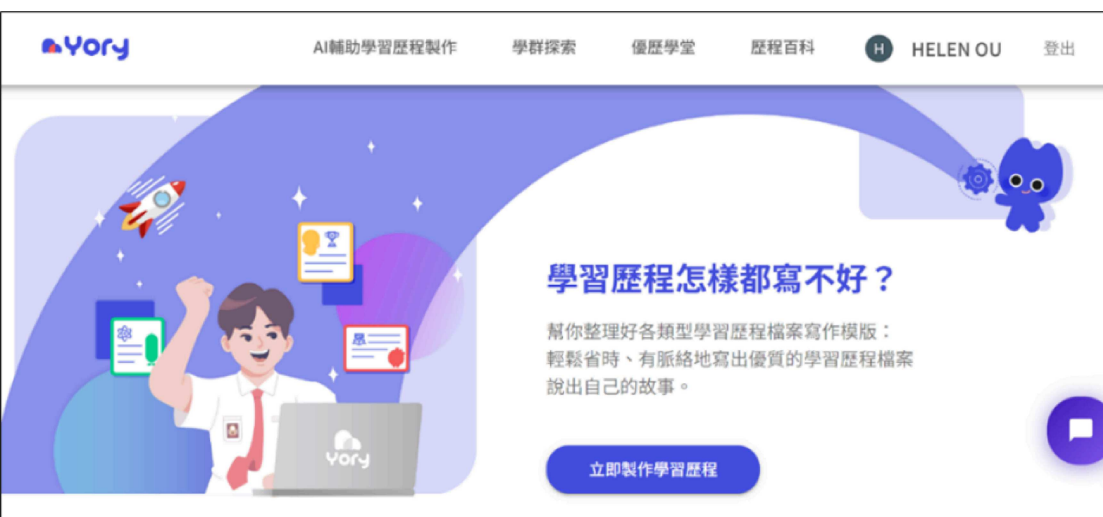 Yory
AI輔助學習歷程製作
學群探索
優歷學堂
歷程百科
H
HELEN OU
登出
學習歷程怎樣都寫不好？
幫你整理好各類型學習歷程檔案寫作模版：
輕鬆省時、有脈絡地寫出優質的學習歷程檔案
說出自己的故事。
Yory
立即製作學習歷程